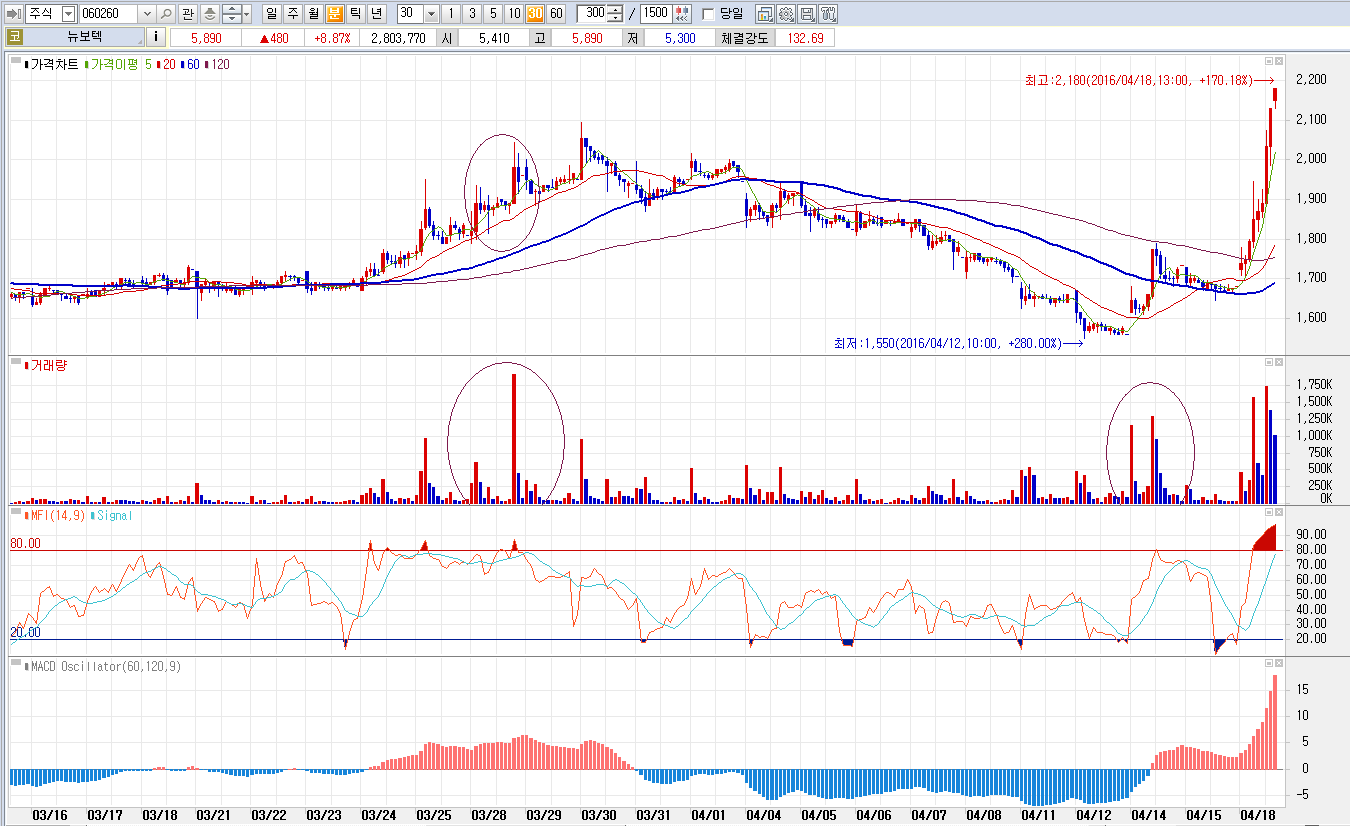 주식 060260 관 일 주 월 분 틱 년 30 1 3 5 10 30 60 300 / 1500 당일
코 뉴보텍 i 5,890 ▲480 +8.87% 2,803,770 시 5,410 고 5,890 저 5,300 체결강도 132.69
가격차트 가격이평 5 20 60 120
최고:2,180(2016/04/18,13:00, +170.18%)
2,200
2,100
2,000
1,900
1,800
1,700
1,600
최저:1,550(2016/04/12,10:00, +280.00%)
거래량
1,750K
1,500K
1,250K
1,000K
750K
500K
250K
0K
MFI(14,9) Signal
80.00
20.00
90.00
80.00
70.00
60.00
50.00
40.00
30.00
20.00
MACD Oscillator(60,120,9)
15
10
5
0
-5
03/16 03/17 03/18 03/21 03/22 03/23 03/24 03/25 03/28 03/29 03/30 03/31 04/01 04/04 04/05 04/06 04/07 04/08 04/11 04/12 04/14 04/15 04/18